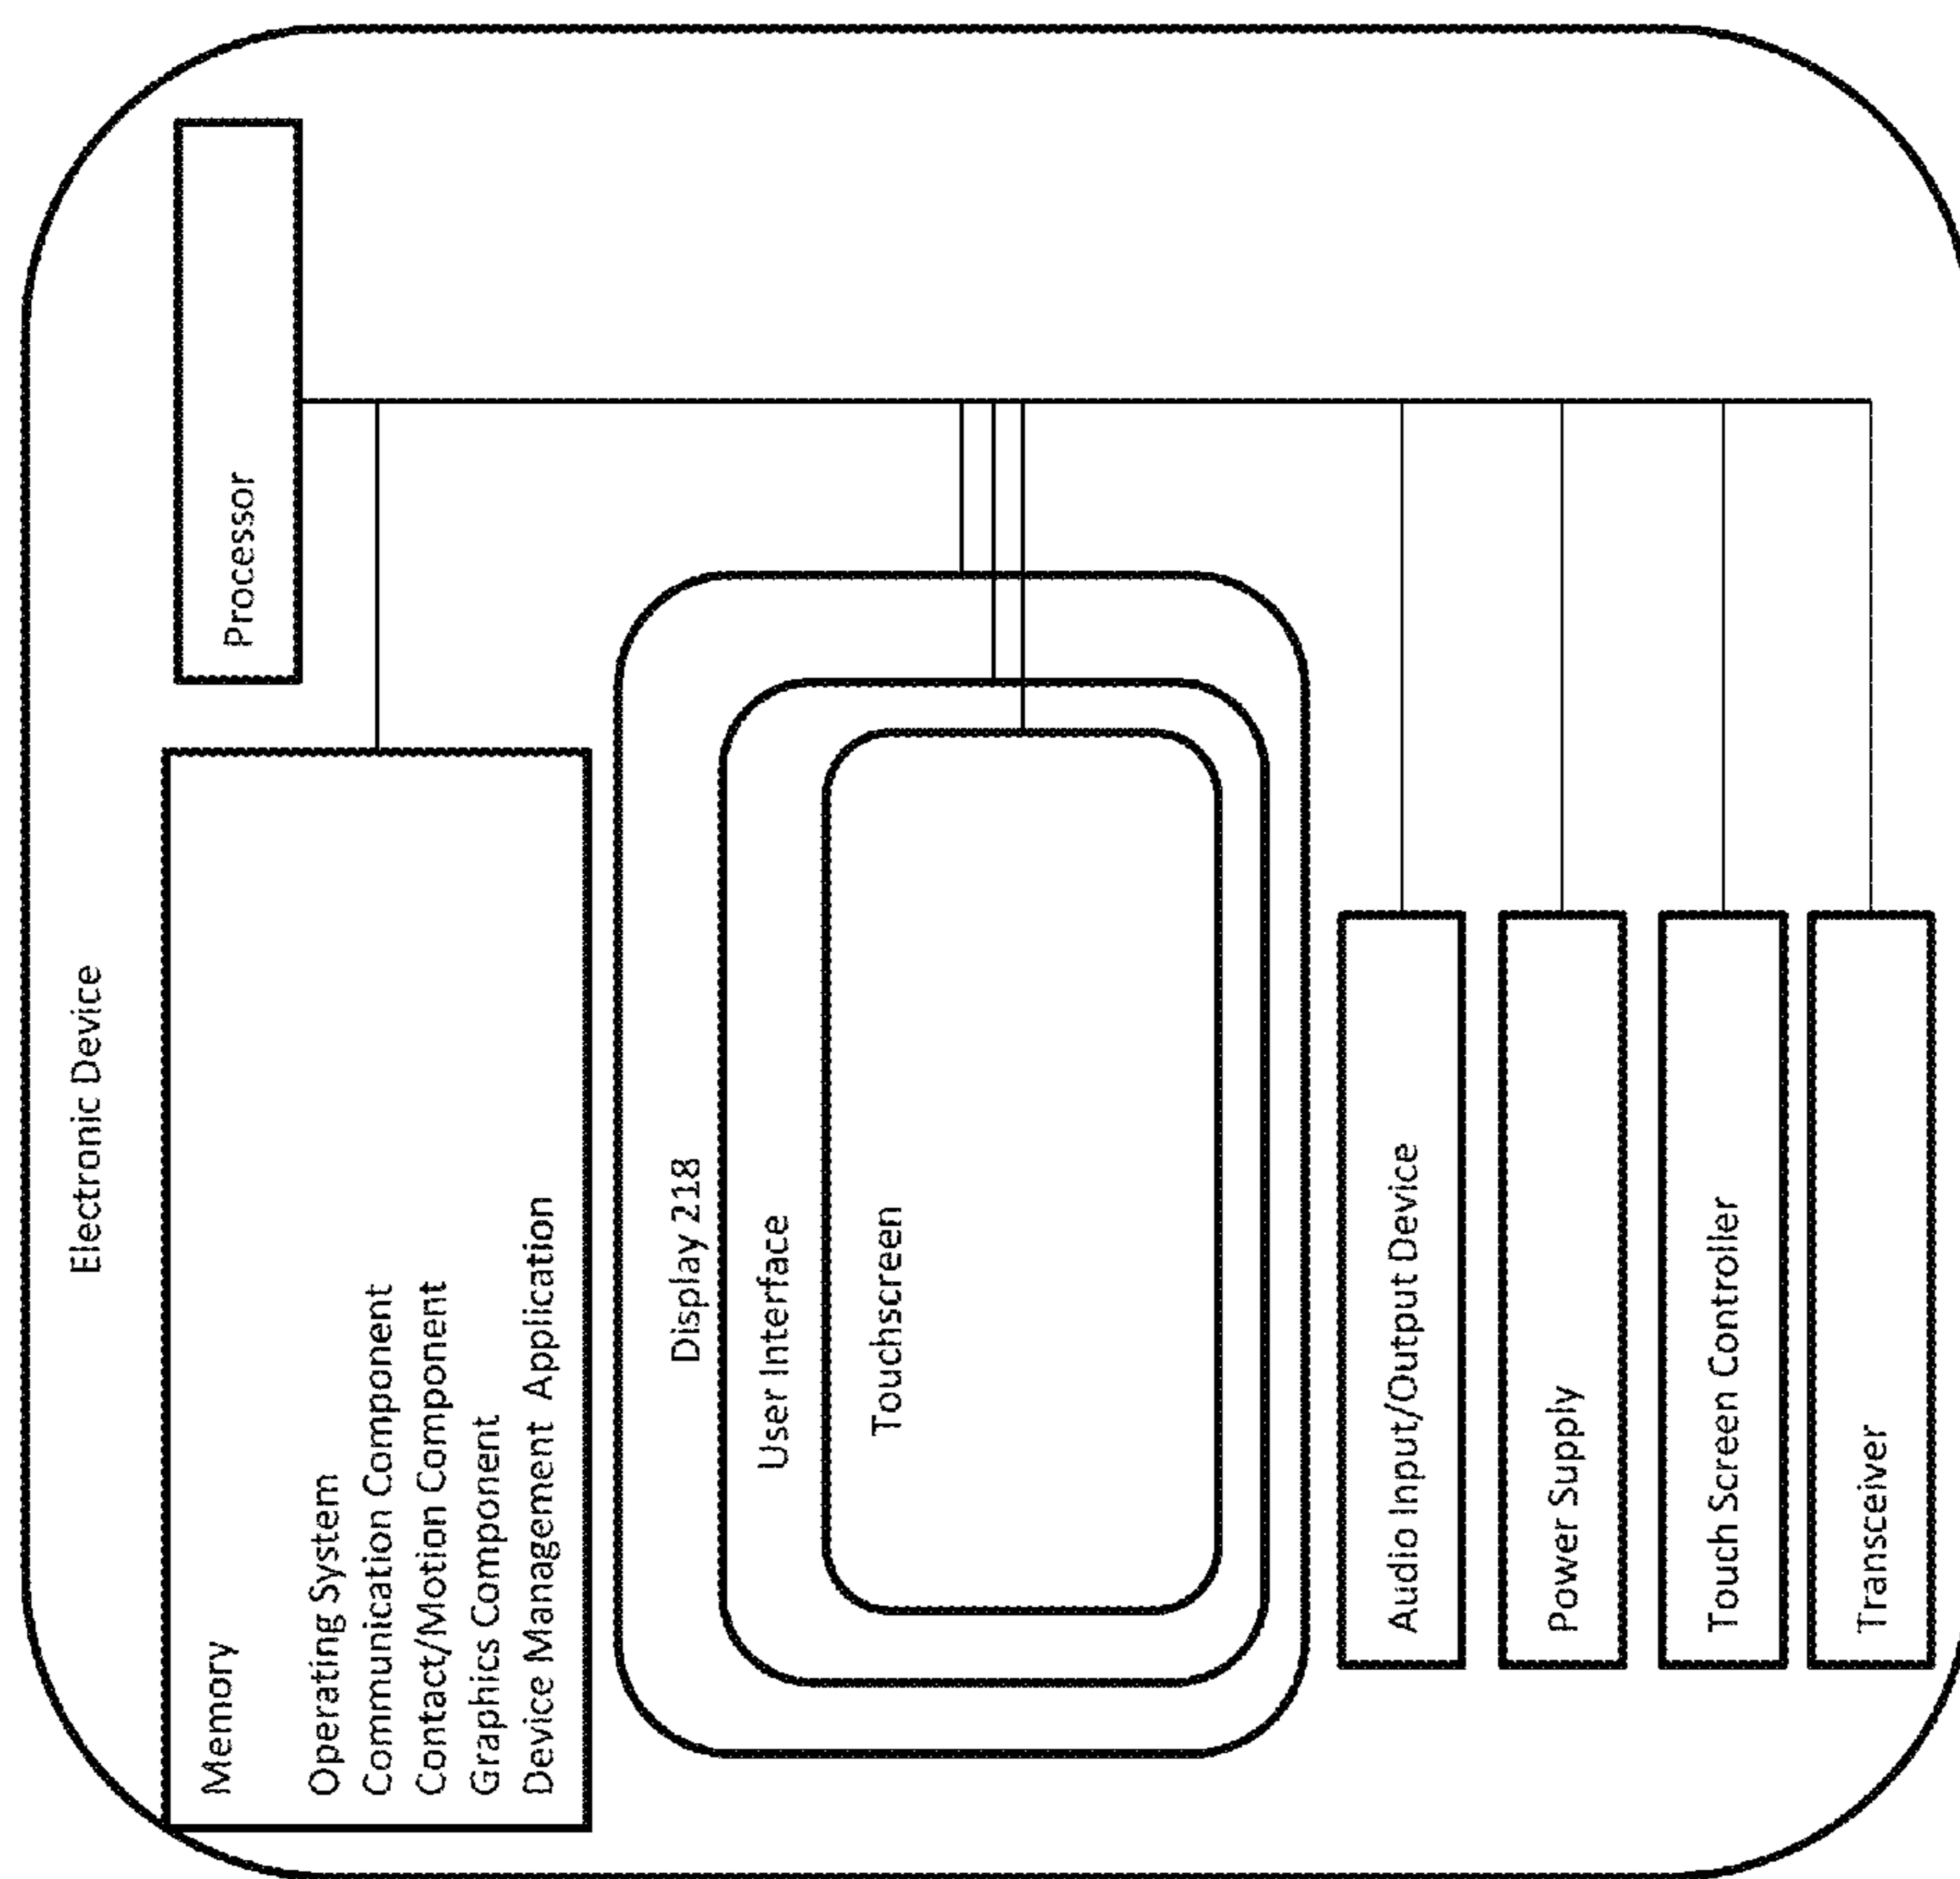 Electronic Device
Processor
Memory
Operating System
Communication Component
Contact/Motion Component
Graphics Component
Device Management Application
Display 218
User Interface
Touchscreen
Audio Input/Output Device
Power Supply
Touch Screen Controller
Transceiver